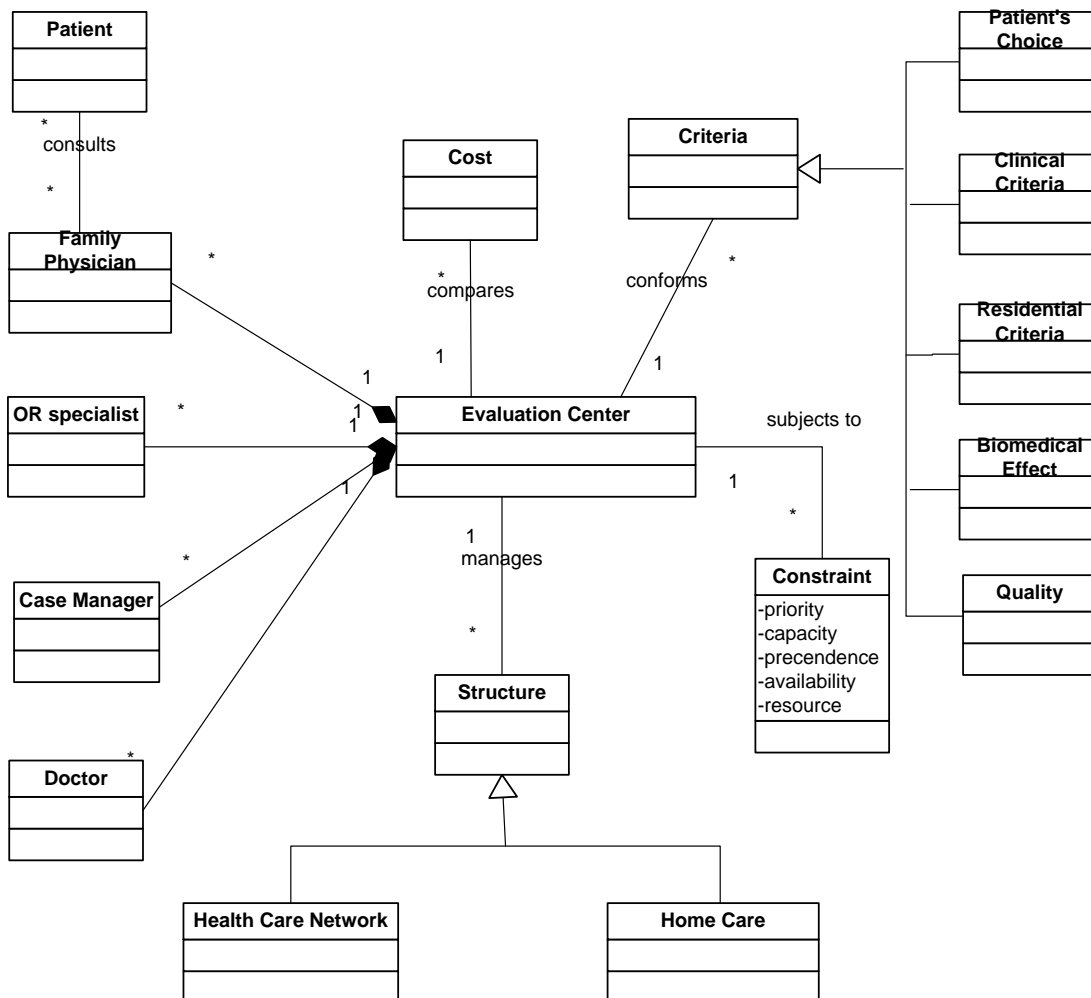 Patient
*
consults
*
Family
Physician
*
1
Cost
*
compares
1
Criteria
*
conforms
1
Patient's
Choice
Clinical
Criteria
Residential
Criteria
Biomedical
Effect
Quality
OR specialist
*
1
1
Evaluation Center
subjects to
1
*
1
Case Manager
*
1
manages
*
Constraint
-priority
-capacity
-precendence
-availability
-resource
Structure
Doctor
*
Health Care Network
Home Care